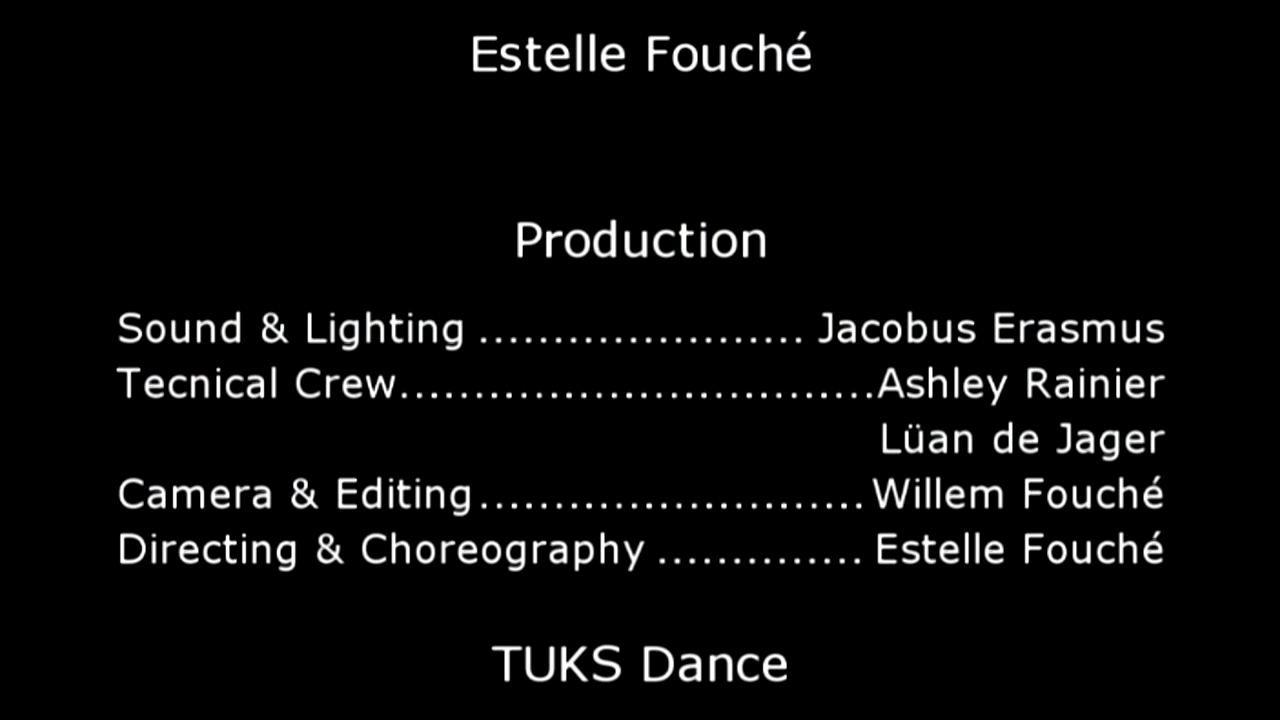 Estelle Fouché
Production
Sound & Lighting ...................... Jacobus Erasmus
Tecnical Crew................................Ashley Rainier
Lüan de Jager
Camera & Editing.......................... Willem Fouché
Directing & Choreography .............. Estelle Fouché
TUKS Dance